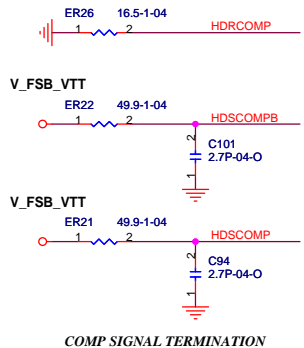 ER26 16.5-1-04
1 2 HDRCOMP
V_FSB_VTT
ER22 49.9-1-04
1 2 HDSCOMPB
2
C101
2.7P-04-O
1
V_FSB_VTT
ER21 49.9-1-04
1 2 HDSCOMP
2
C94
2.7P-04-O
1
COMP SIGNAL TERMINATION